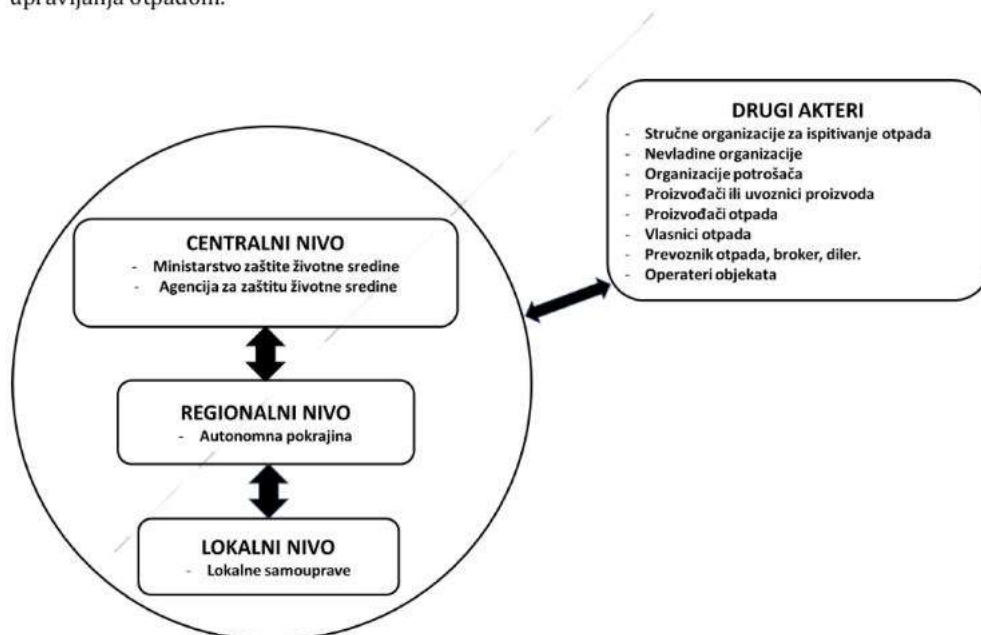 upravljanja otpadom.
DRUGI AKTERI
- Stručne organizacije za ispitivanje otpada
- Nevladine organizacije
- Organizacije potrošača
- Proizvođači ili uvoznici proizvoda
- Proizvođači otpada
- Vlasnici otpada
- Prevoznik otpada, broker, diler.
- Operateri objekata
CENTRALNI NIVO
- Ministarstvo zaštite životne sredine
- Agencija za zaštitu životne sredine
REGIONALNI NIVO
- Autonomna pokrajina
LOKALNI NIVO
- Lokalne samouprave